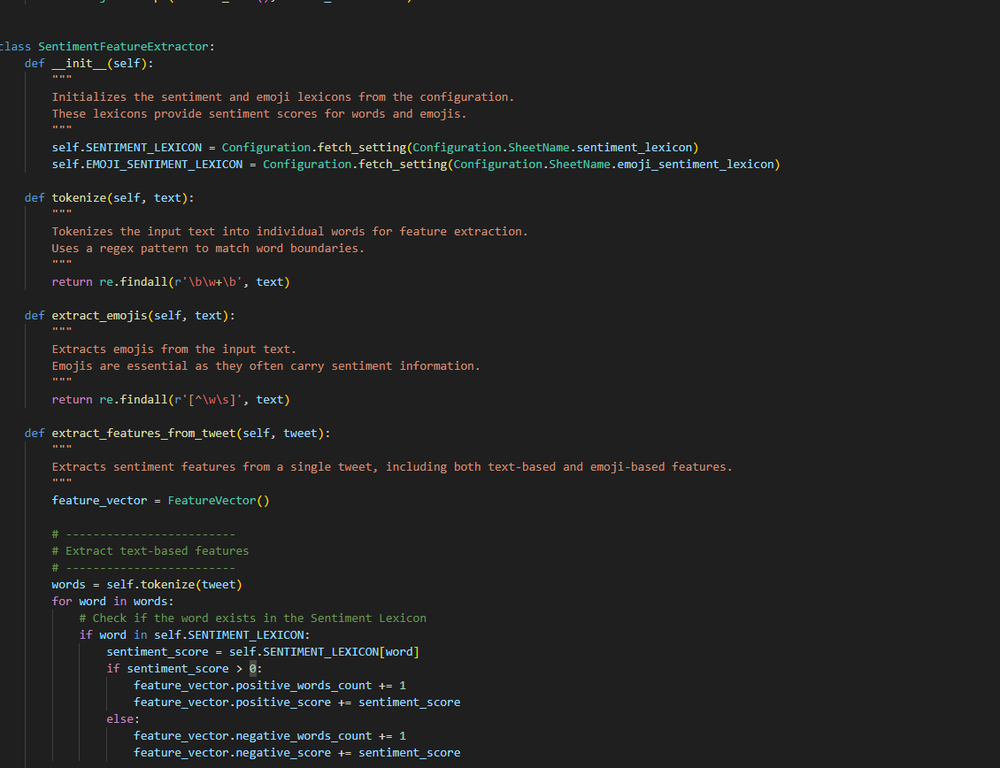 class SentimentFeatureExtractor:
    def __init__(self):
        """
        Initializes the sentiment and emoji lexicons from the configuration.
        These lexicons provide sentiment scores for words and emojis.
        """
        self.SENTIMENT_LEXICON = Configuration.fetch_setting(Configuration.SheetName.sentiment_lexicon)
        self.EMOJI_SENTIMENT_LEXICON = Configuration.fetch_setting(Configuration.SheetName.emoji_sentiment_lexicon)

    def tokenize(self, text):
        """
        Tokenizes the input text into individual words for feature extraction.
        Uses a regex pattern to match word boundaries.
        """
        return re.findall(r'\b\w+\b', text)

    def extract_emojis(self, text):
        """
        Extracts emojis from the input text.
        Emojis are essential as they often carry sentiment information.
        """
        return re.findall(r'[^\w\s]', text)

    def extract_features_from_tweet(self, tweet):
        """
        Extracts sentiment features from a single tweet, including both text-based and emoji-based features.
        """
        feature_vector = FeatureVector()

        # -------------------------
        # Extract text-based features
        # -------------------------
        words = self.tokenize(tweet)
        for word in words:
            # Check if the word exists in the Sentiment Lexicon
            if word in self.SENTIMENT_LEXICON:
                sentiment_score = self.SENTIMENT_LEXICON[word]
                if sentiment_score > 0:
                    feature_vector.positive_words_count += 1
                    feature_vector.positive_score += sentiment_score
                else:
                    feature_vector.negative_words_count += 1
                    feature_vector.negative_score += sentiment_score